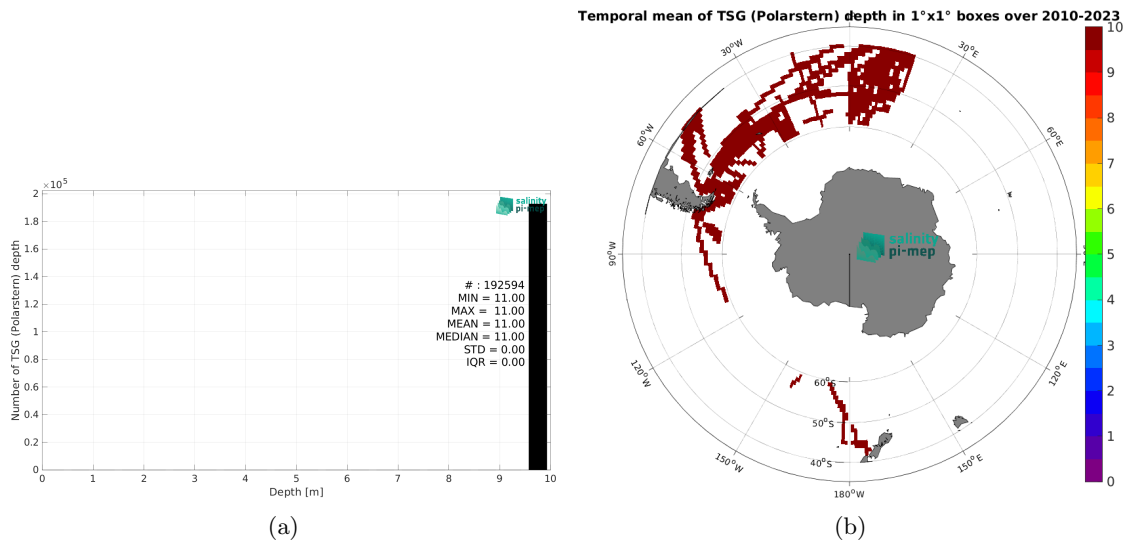 Temporal mean of TSG (Polarstern) depth in 1°x1° boxes over 2010-2023
×10⁵
2
1.8
1.6
1.4
1.2
1
0.8
0.6
0.4
0.2
0
Number of TSG (Polarstern) depth
salinity
pi-mep
# : 192594
MIN = 11.00
MAX = 11.00
MEAN = 11.00
MEDIAN = 11.00
STD = 0.00
IQR = 0.00
0 1 2 3 4 5 6 7 8 9 10
Depth [m]
(a)
30°W
30°E
60°W
60°E
90°W
salinity
pi-mep
120°W
120°E
60°S
50°S
40°S
150°W
150°E
180°W
10
9
8
7
6
5
4
3
2
1
0
(b)